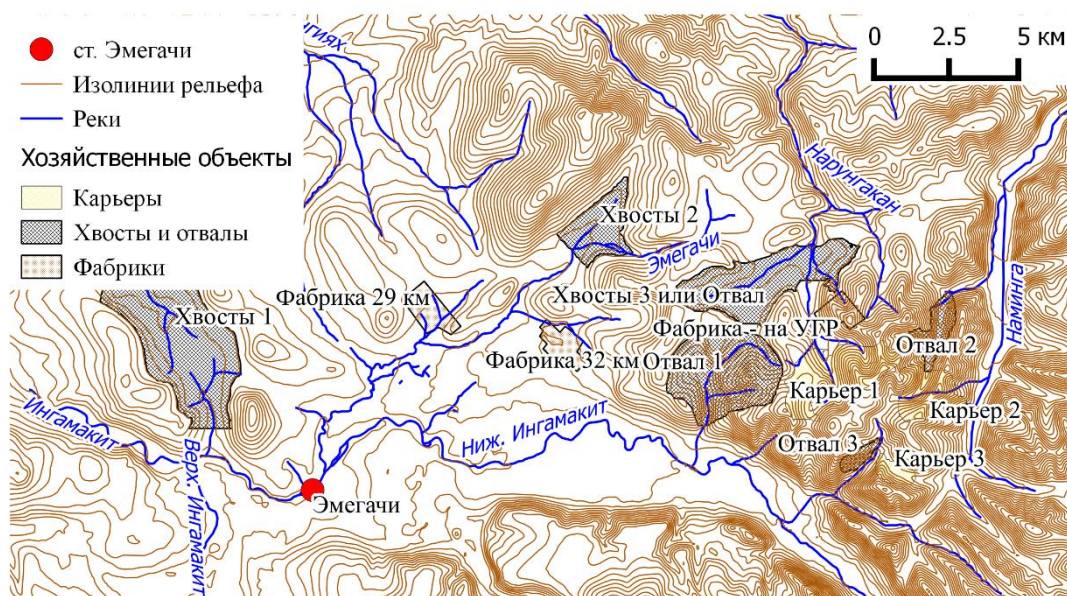 ст. Эмегачи
Изолинии рельефа
Реки
Хозяйственные объекты
Карьеры
Хвосты и отвалы
Фабрики
0 2.5 5 км
Нарунгакан
Хвосты 2
Эмегачи
Наминга
Фабрика 29 км
Хвосты 3 или Отвал
Хвосты 1
Фабрика - на УГР
Фабрика 32 км
Отвал 1
Отвал 2
Карьер 1
Карьер 2
Ингамакит
Ниж. Ингамакит
Отвал 3
Карьер 3
Верх. Ингамакит
Эмегачи